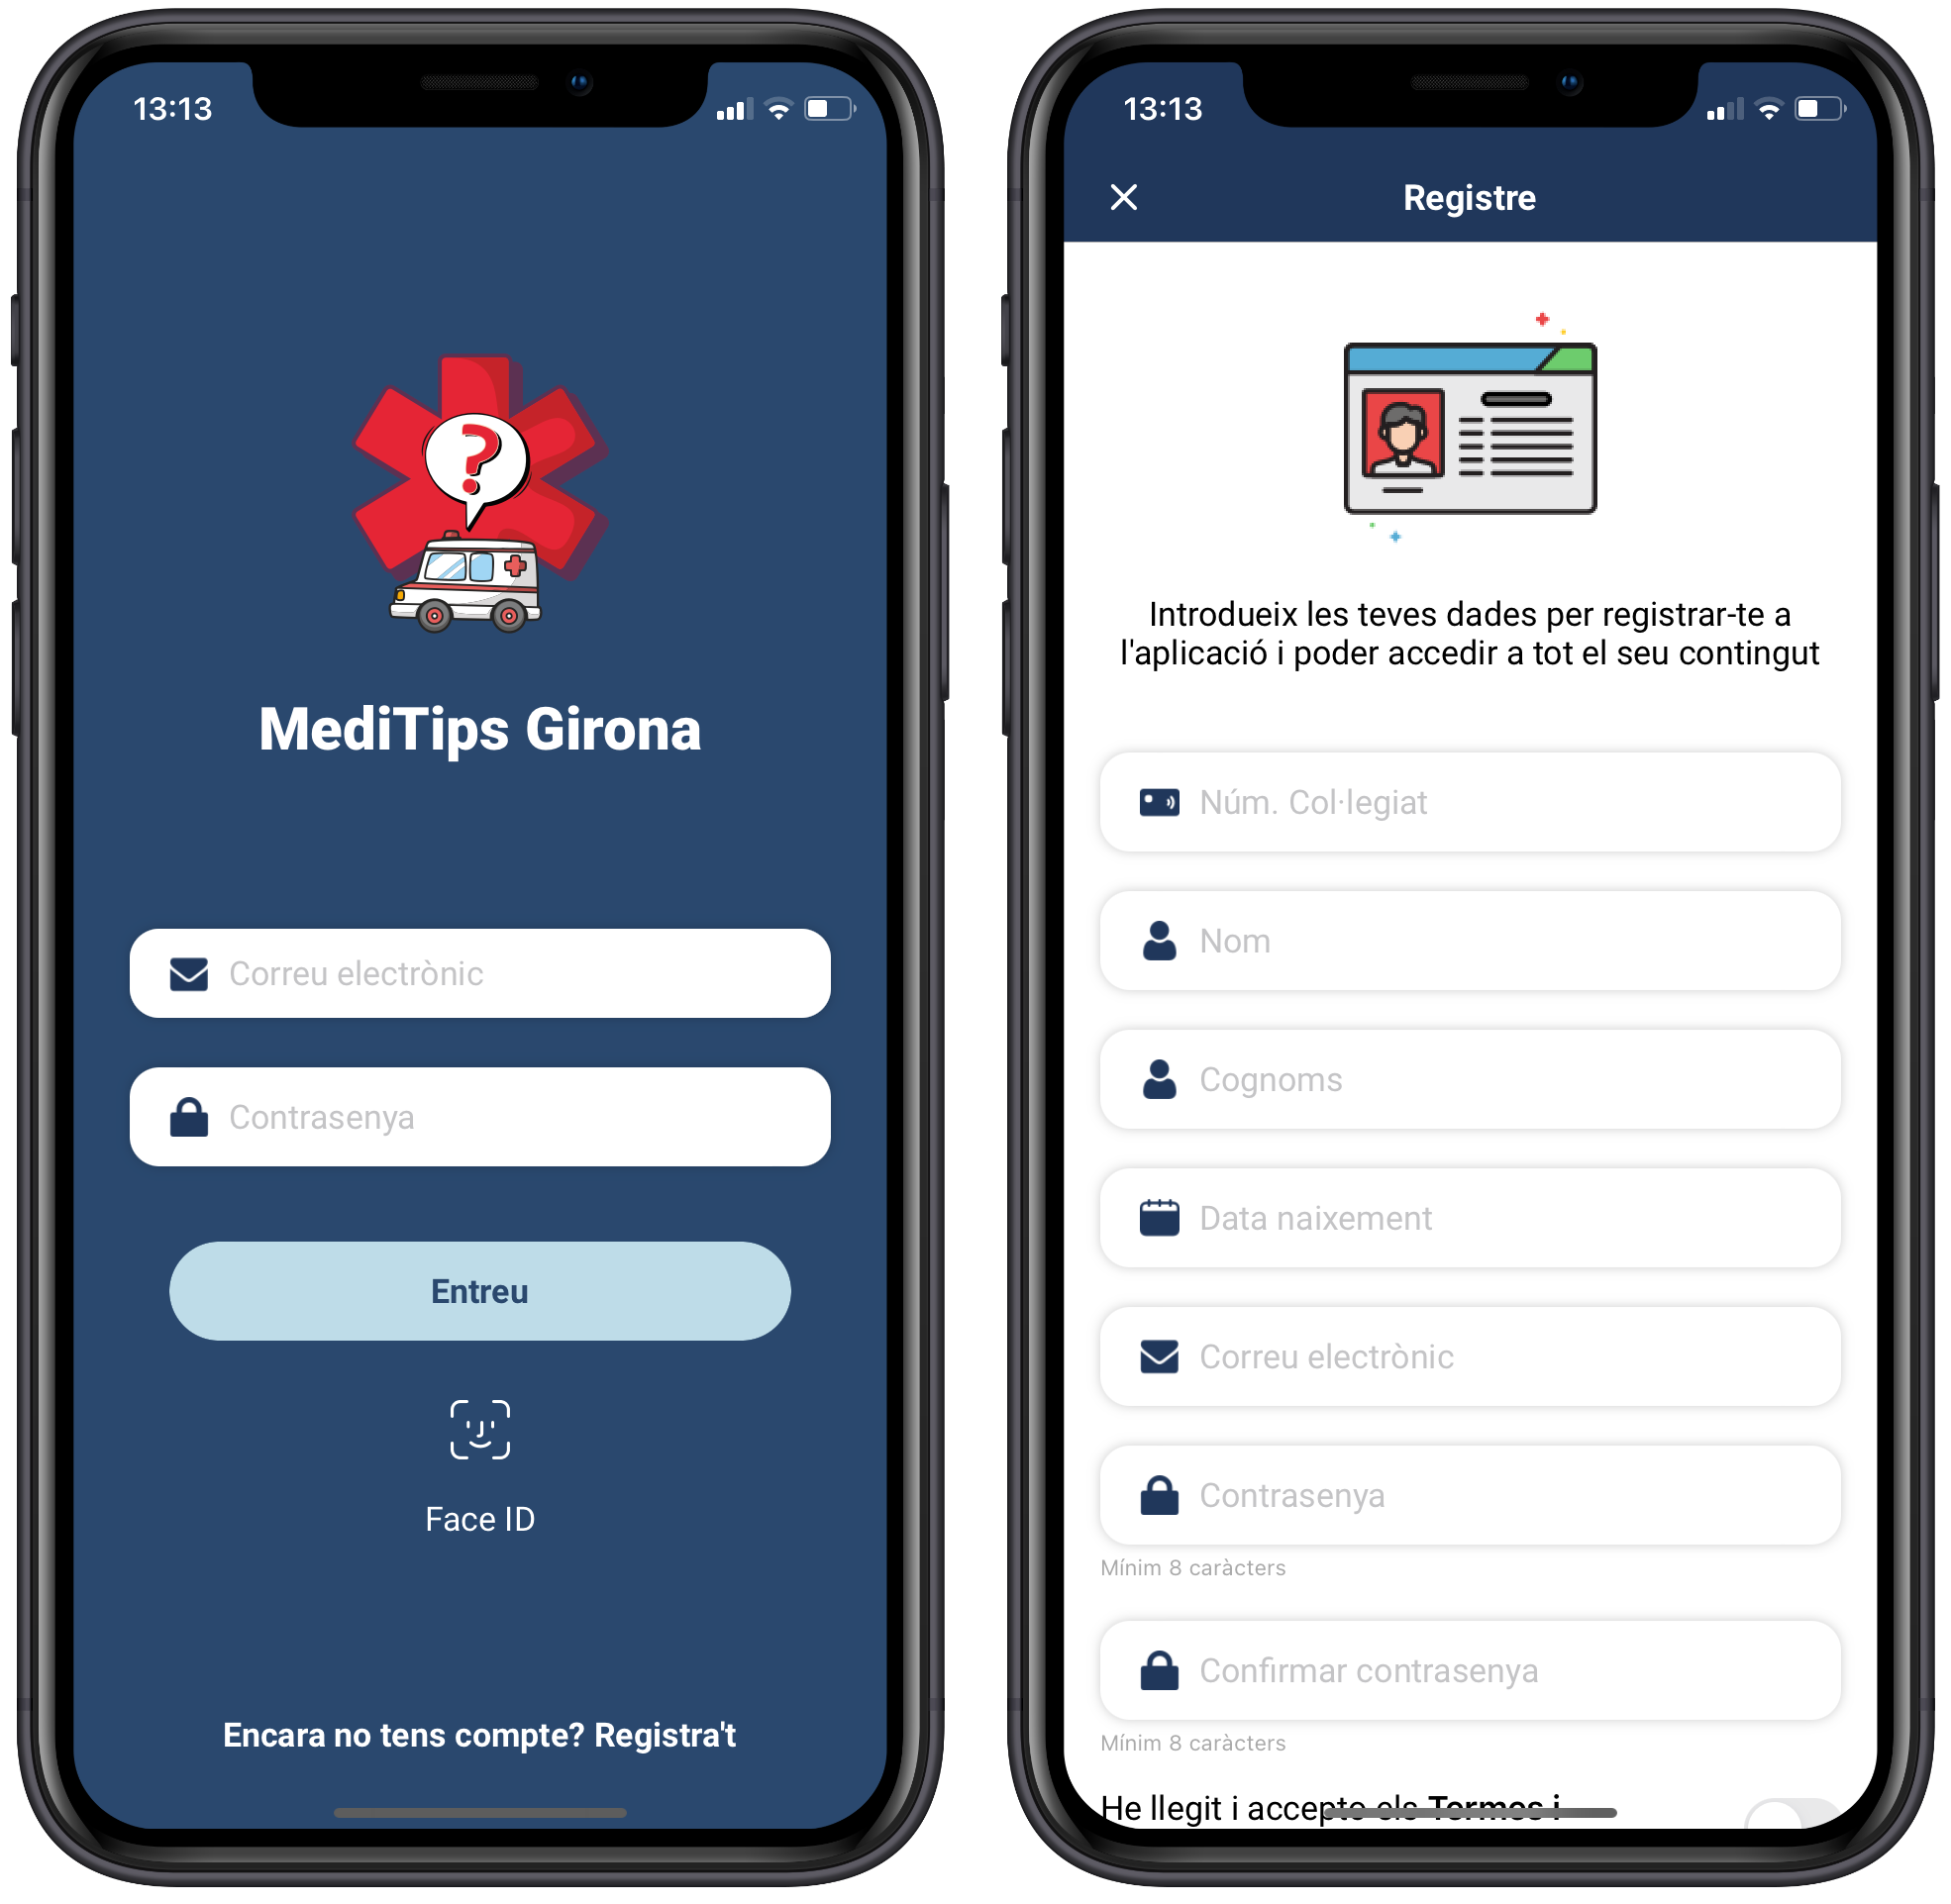 13:13
MediTips Girona
Correu electrònic
Contrasenya
Entreu
Face ID
Encara no tens compte? Registra't
13:13
Registre
Introdueix les teves dades per registrar-te a
l'aplicació i poder accedir a tot el seu contingut
Núm. Col·legiat
Nom
Cognoms
Data naixement
Correu electrònic
Contrasenya
Mínim 8 caràcters
Confirmar contrasenya
Mínim 8 caràcters
He llegit i accepto els Termes i